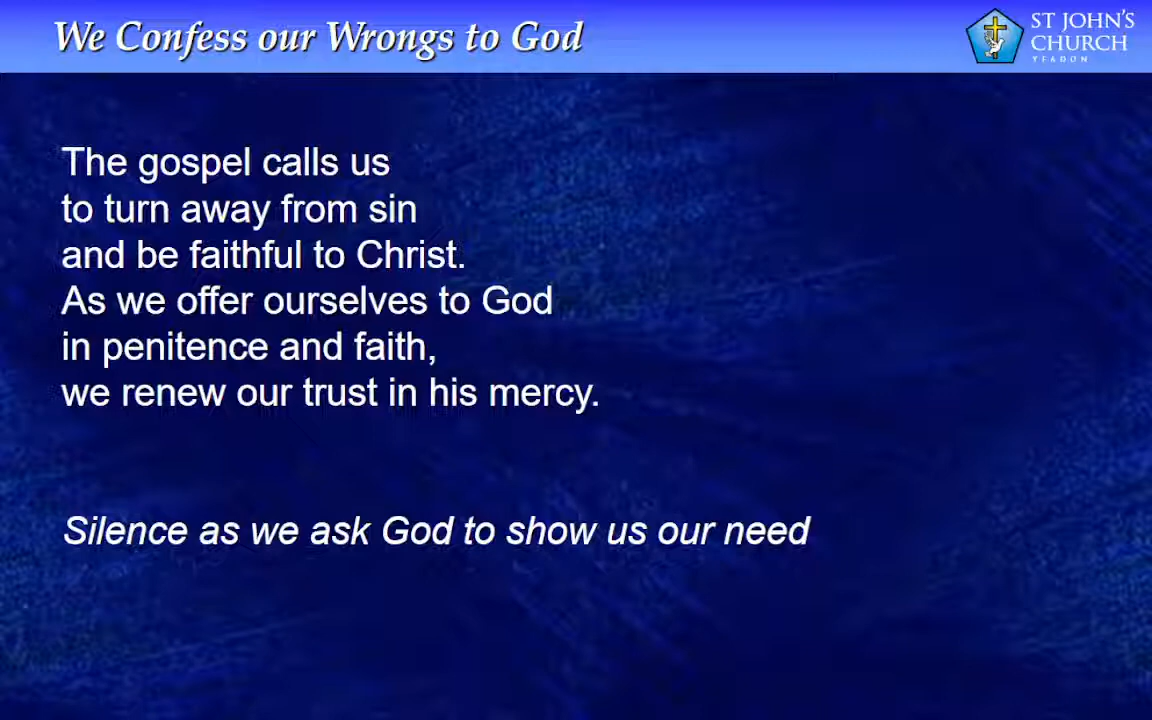 We Confess our Wrongs to God
ST JOHN'S
CHURCH
YEADON
The gospel calls us
to turn away from sin
and be faithful to Christ.
As we offer ourselves to God
in penitence and faith,
we renew our trust in his mercy.
Silence as we ask God to show us our need